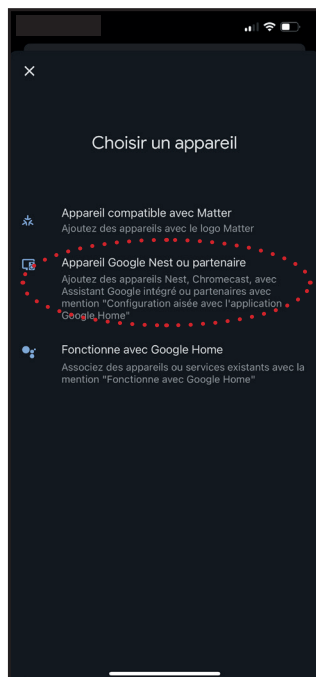 Choisir un appareil
Appareil compatible avec Matter
Ajoutez des appareils avec le logo Matter
Appareil Google Nest ou partenaire
Ajoutez des appareils Nest, Chromecast, avec
Assistant Google intégré ou partenaires avec
mention "Configuration aisée avec l'application
Google Home"
Fonctionne avec Google Home
Associez des appareils ou services existants avec la
mention "Fonctionne avec Google Home"